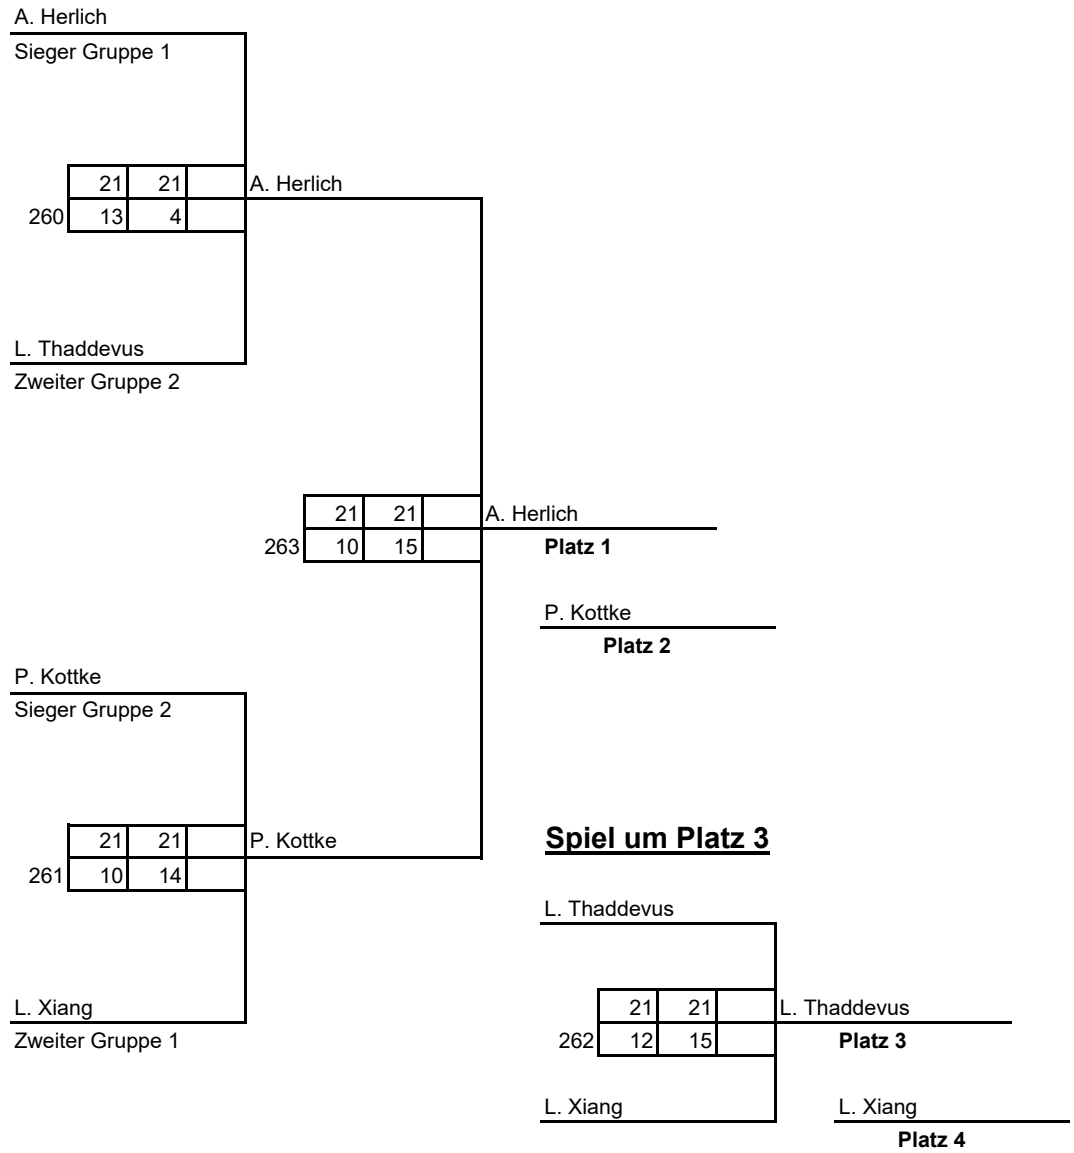 A. Herlich
Sieger Gruppe 1
21 21 A. Herlich
260 13 4
L. Thaddevus
Zweiter Gruppe 2
21 21 A. Herlich
263 10 15 Platz 1
P. Kottke
Platz 2
P. Kottke
Sieger Gruppe 2
21 21 P. Kottke Spiel um Platz 3
261 10 14
L. Thaddevus
L. Xiang 21 21 L. Thaddevus
Zweiter Gruppe 1 262 12 15 Platz 3
L. Xiang L. Xiang
Platz 4